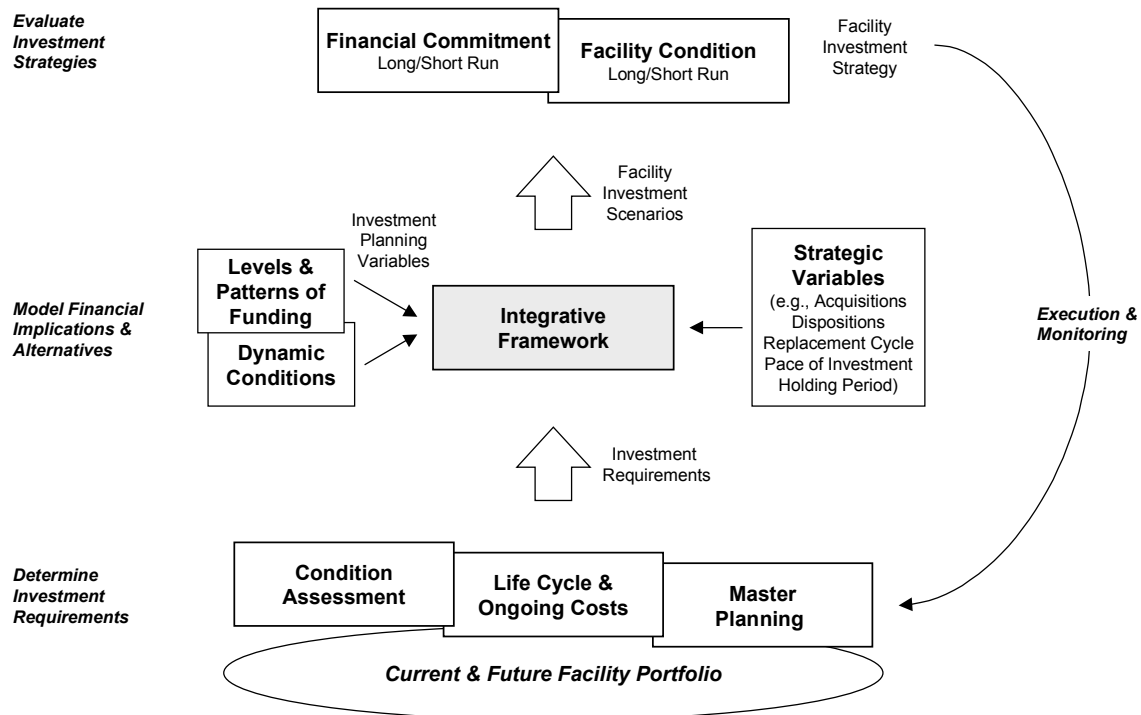 Evaluate
Investment
Strategies
Financial Commitment
Long/Short Run
Facility Condition
Long/Short Run
Facility
Investment
Strategy
Facility
Investment
Scenarios
Investment
Planning
Variables
Model Financial
Implications &
Alternatives
Levels &
Patterns of
Funding
Dynamic
Conditions
Integrative
Framework
Strategic
Variables
(e.g., Acquisitions
Dispositions
Replacement Cycle
Pace of Investment
Holding Period)
Execution &
Monitoring
Investment
Requirements
Determine
Investment
Requirements
Condition
Assessment
Life Cycle &
Ongoing Costs
Master
Planning
Current & Future Facility Portfolio